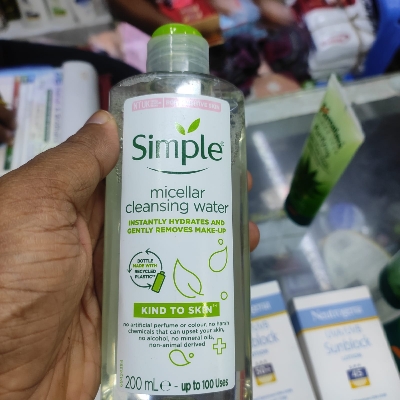 Simple
micellar
cleansing water
INSTANTLY HYDRATES AND
GENTLY REMOVES MAKE-UP
BOTTLE
MADE WITH
RECYCLED
PLASTIC
KIND TO SKIN™
no artificial perfume or colour, no harsh
chemicals that can upset your skin,
no alcohol, no mineral oils,
non-animal derived
200 mL e - up to 100 Uses
Neutrogena
Neutrogena
Sunblock